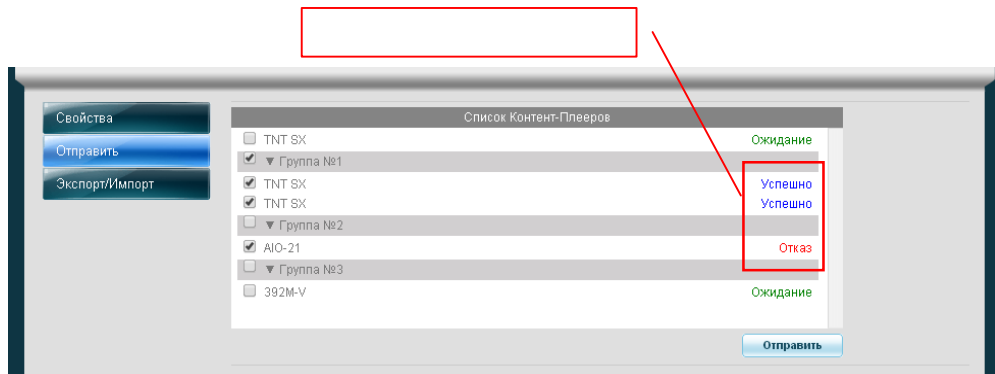 Свойства
Отправить
Экспорт/Импорт
Список Контент-Плееров
TNT SX Ожидание
▼ Группа №1
TNT SX Успешно
TNT SX Успешно
▼ Группа №2
AIO-21 Отказ
▼ Группа №3
392M-V Ожидание
Отправить